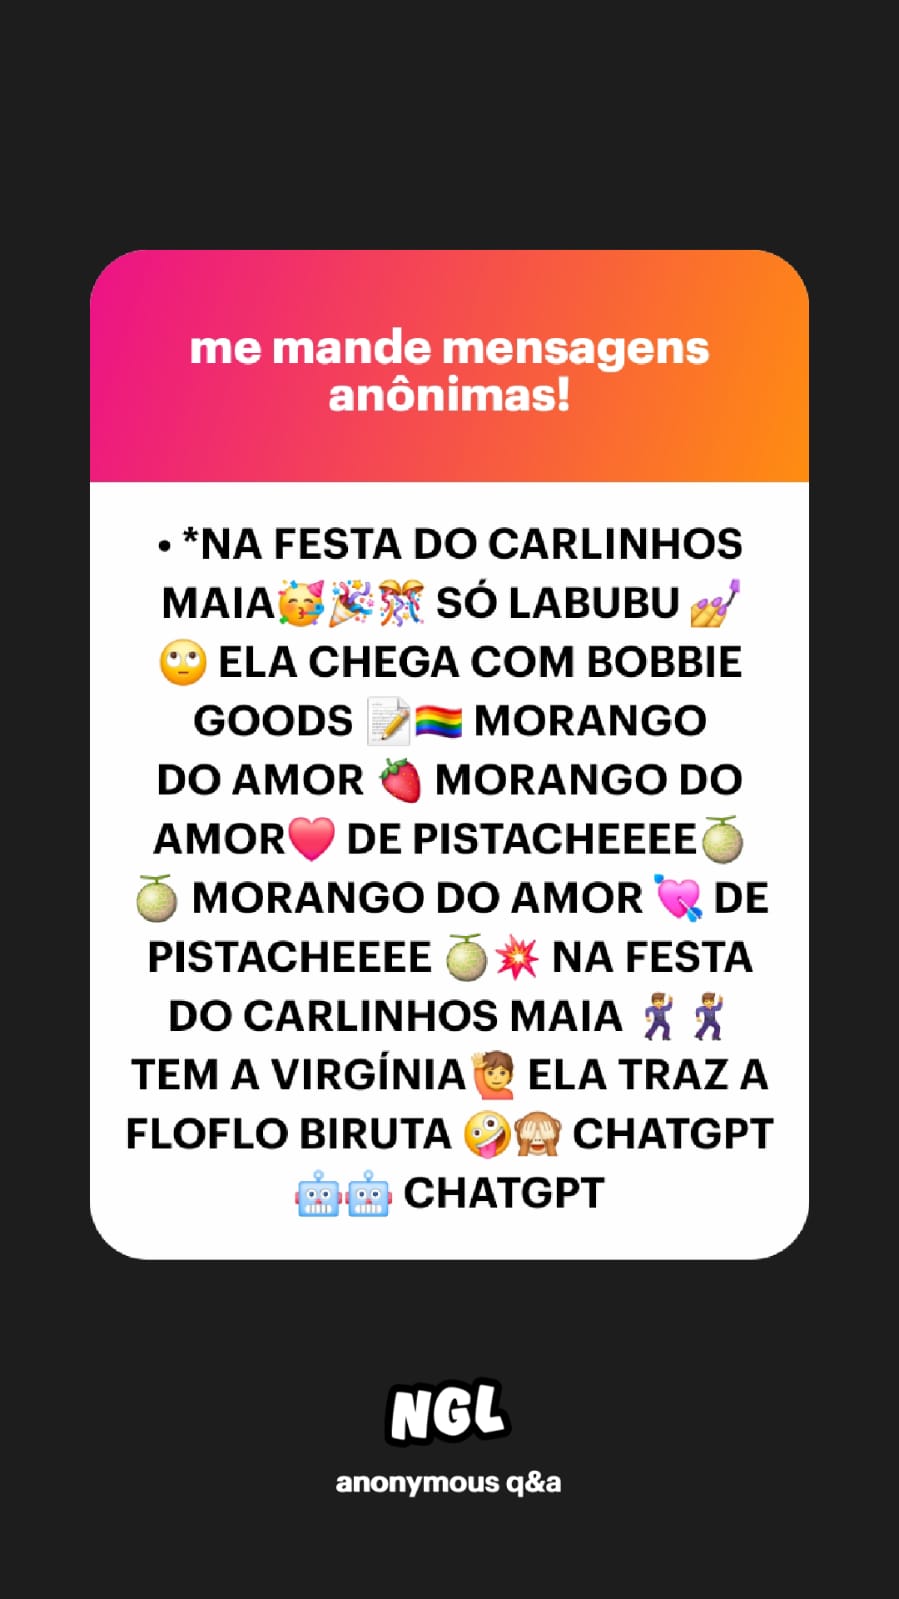 me mande mensagens
anônimas!
• *NA FESTA DO CARLINHOS
MAIA🥳🎉🎊 SÓ LABUBU 💅
🙄 ELA CHEGA COM BOBBIE
GOODS 📝🏳️‍🌈 MORANGO
DO AMOR 🍓 MORANGO DO
AMOR❤️ DE PISTACHEEEE🍈
🍈 MORANGO DO AMOR 💘 DE
PISTACHEEEE 🍈💥 NA FESTA
DO CARLINHOS MAIA 🕺🕺
TEM A VIRGÍNIA🙋 ELA TRAZ A
FLOFLO BIRUTA 🤪🙈 CHATGPT
🤖🤖 CHATGPT
NGL
anonymous q&a